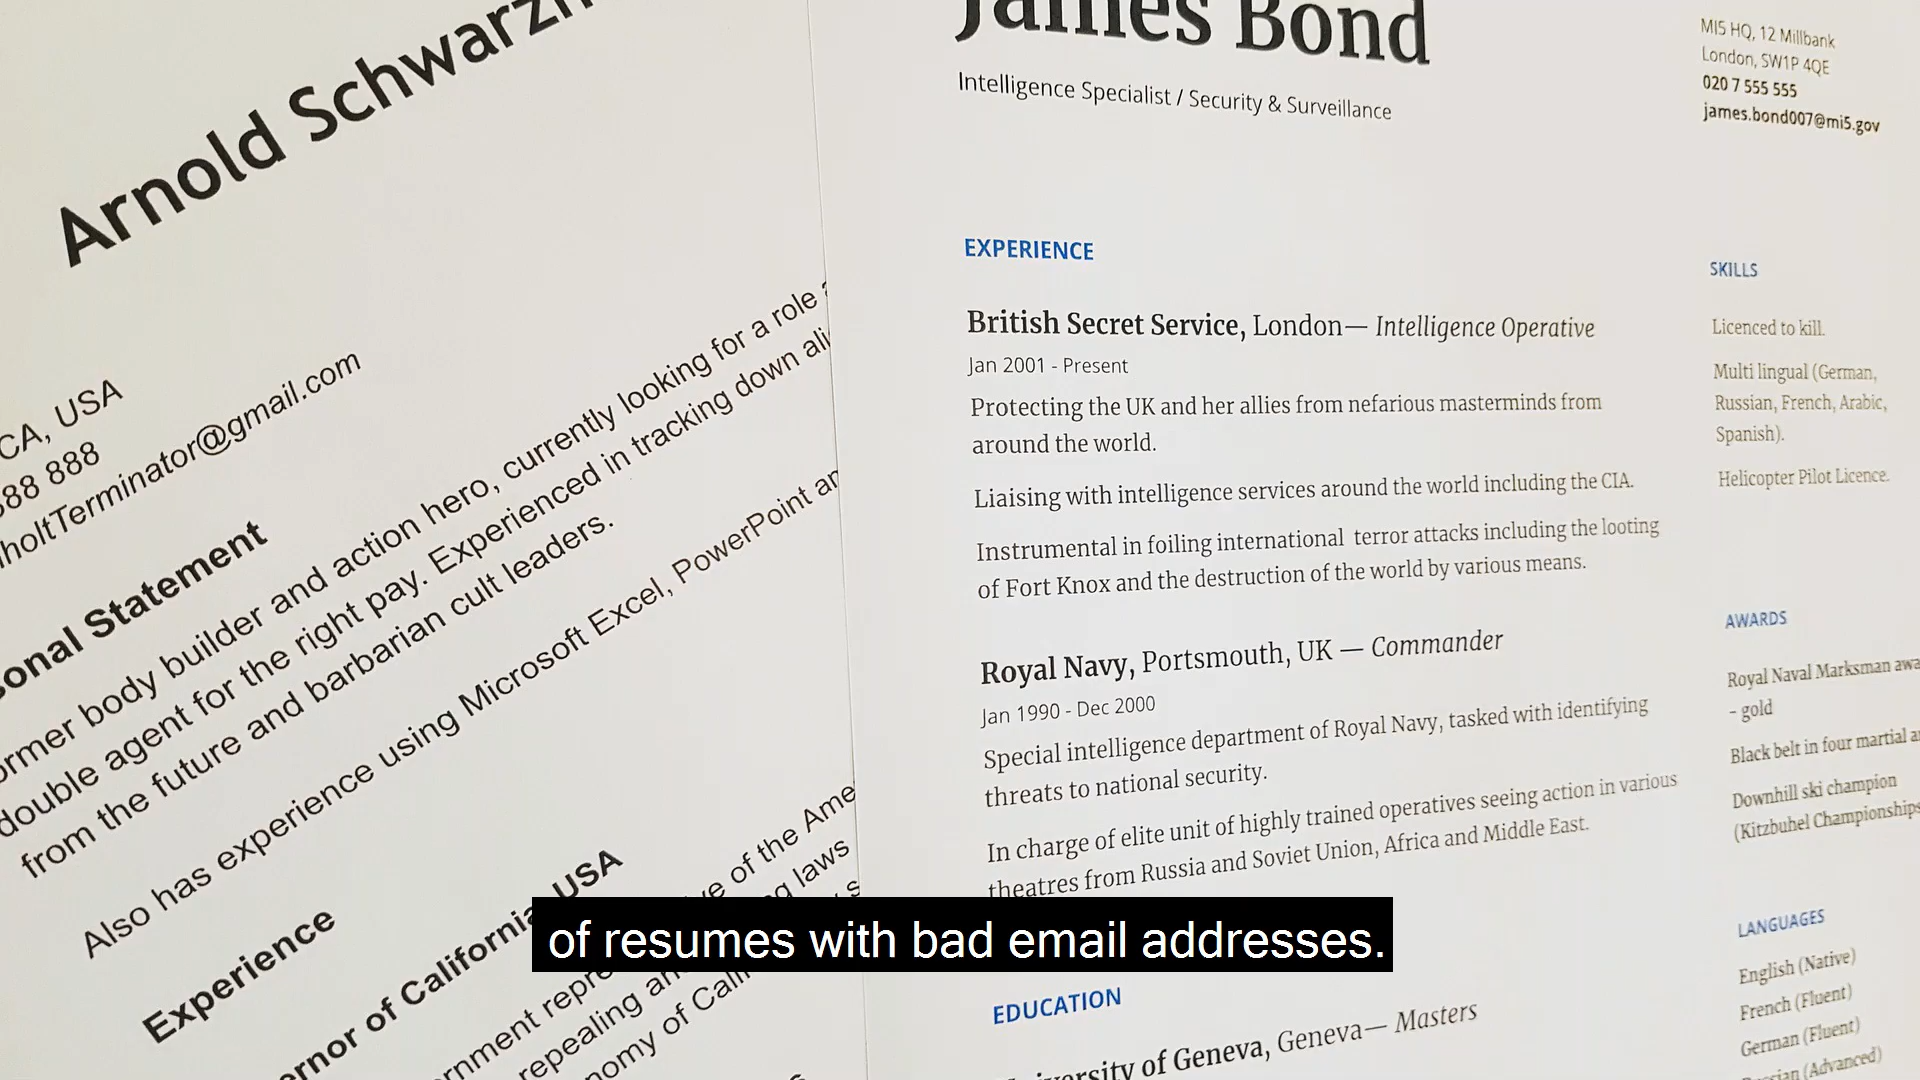 Arnold
CA, USA
88 888
Terminator@gmail.com
Statement
body builder and action hero, currently looking for a role
double agent for the right pay. Experienced in tracking down
from the future and barbarian cult leaders.
Also has experience using Microsoft Excel, PowerPoint
Experience
of California, USA
of the
laws
repealing
of
James Bond
Intelligence Specialist / Security & Surveillance
MI5 HQ, 12 Millbank
London, SW1P 4QE
020 7 555 555
james.bond007@mi5.gov
EXPERIENCE
British Secret Service, London— Intelligence Operative
Jan 2001 - Present
Protecting the UK and her allies from nefarious masterminds from
around the world.
Liaising with intelligence services around the world including the CIA.
Instrumental in foiling international terror attacks including the looting
of Fort Knox and the destruction of the world by various means.
Royal Navy, Portsmouth, UK — Commander
Jan 1990 - Dec 2000
Special intelligence department of Royal Navy, tasked with identifying
threats to national security.
In charge of elite unit of highly trained operatives seeing action in various
theatres from Russia and Soviet Union, Africa and Middle East.
EDUCATION
of Geneva, Geneva— Masters
SKILLS
Licenced to kill.
Multi lingual (German,
Russian, French, Arabic,
Spanish).
Helicopter Pilot Licence.
AWARDS
Royal Naval Marksman
- gold
Black belt in four martial
Downhill ski champion
(Kitzbuhel Championships
LANGUAGES
English (Native)
French (Fluent)
German (Fluent)
(Advanced)
of resumes with bad email addresses.